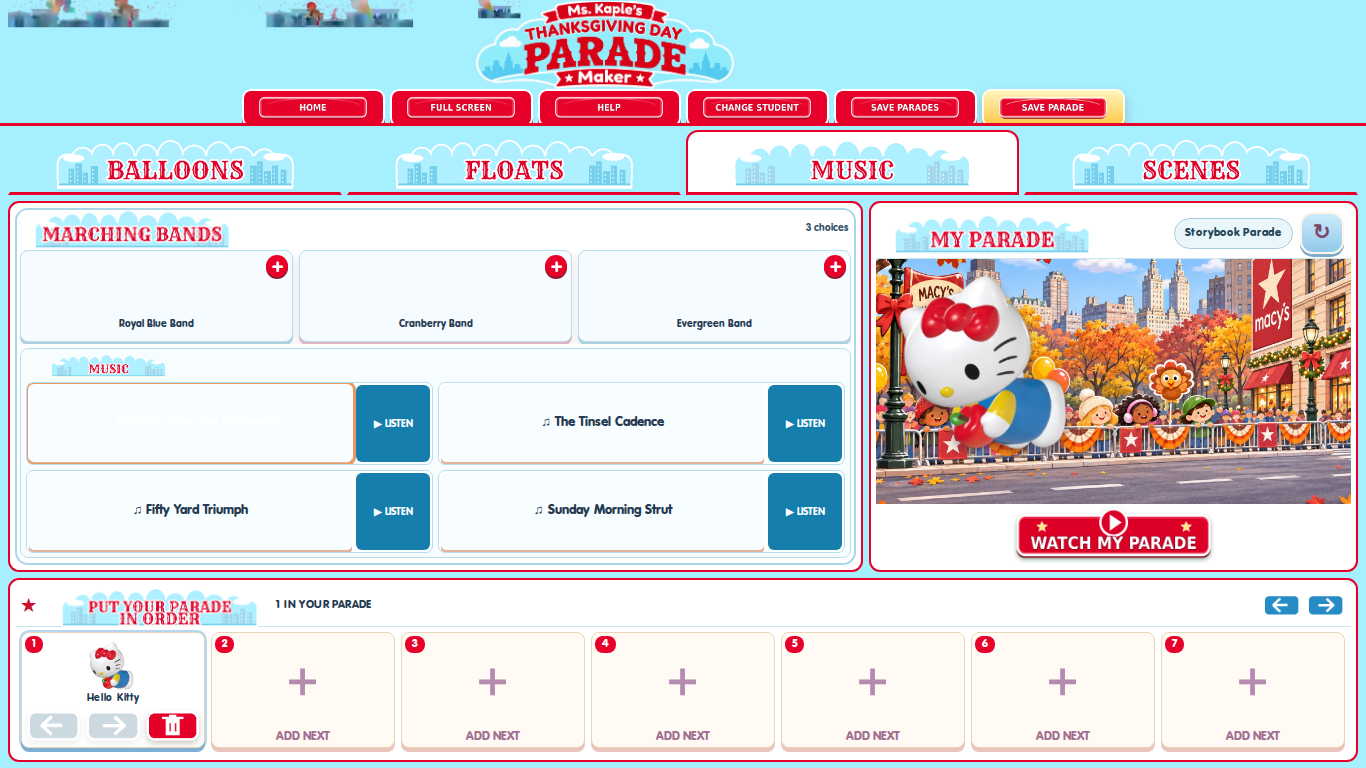 Ms. Kaple's
THANKSGIVING DAY
PARADE
Maker
HOME
FULL SCREEN
HELP
CHANGE STUDENT
SAVE PARADES
SAVE PARADE
BALLOONS
FLOATS
MUSIC
SCENES
MARCHING BANDS
3 choices
Royal Blue Band
Cranberry Band
Evergreen Band
MUSIC
▶ LISTEN
♫ The Tinsel Cadence
▶ LISTEN
♫ Fifty Yard Triumph
▶ LISTEN
♫ Sunday Morning Strut
▶ LISTEN
MY PARADE
Storybook Parade
MACY'S
macy's
WATCH MY PARADE
PUT YOUR PARADE
IN ORDER
1 IN YOUR PARADE
1
Hello Kitty
2
ADD NEXT
3
ADD NEXT
4
ADD NEXT
5
ADD NEXT
6
ADD NEXT
7
ADD NEXT